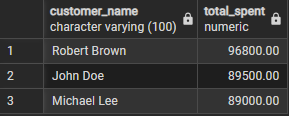 customer_name total_spent
character varying (100) numeric
1 Robert Brown 96800.00
2 John Doe 89500.00
3 Michael Lee 89000.00